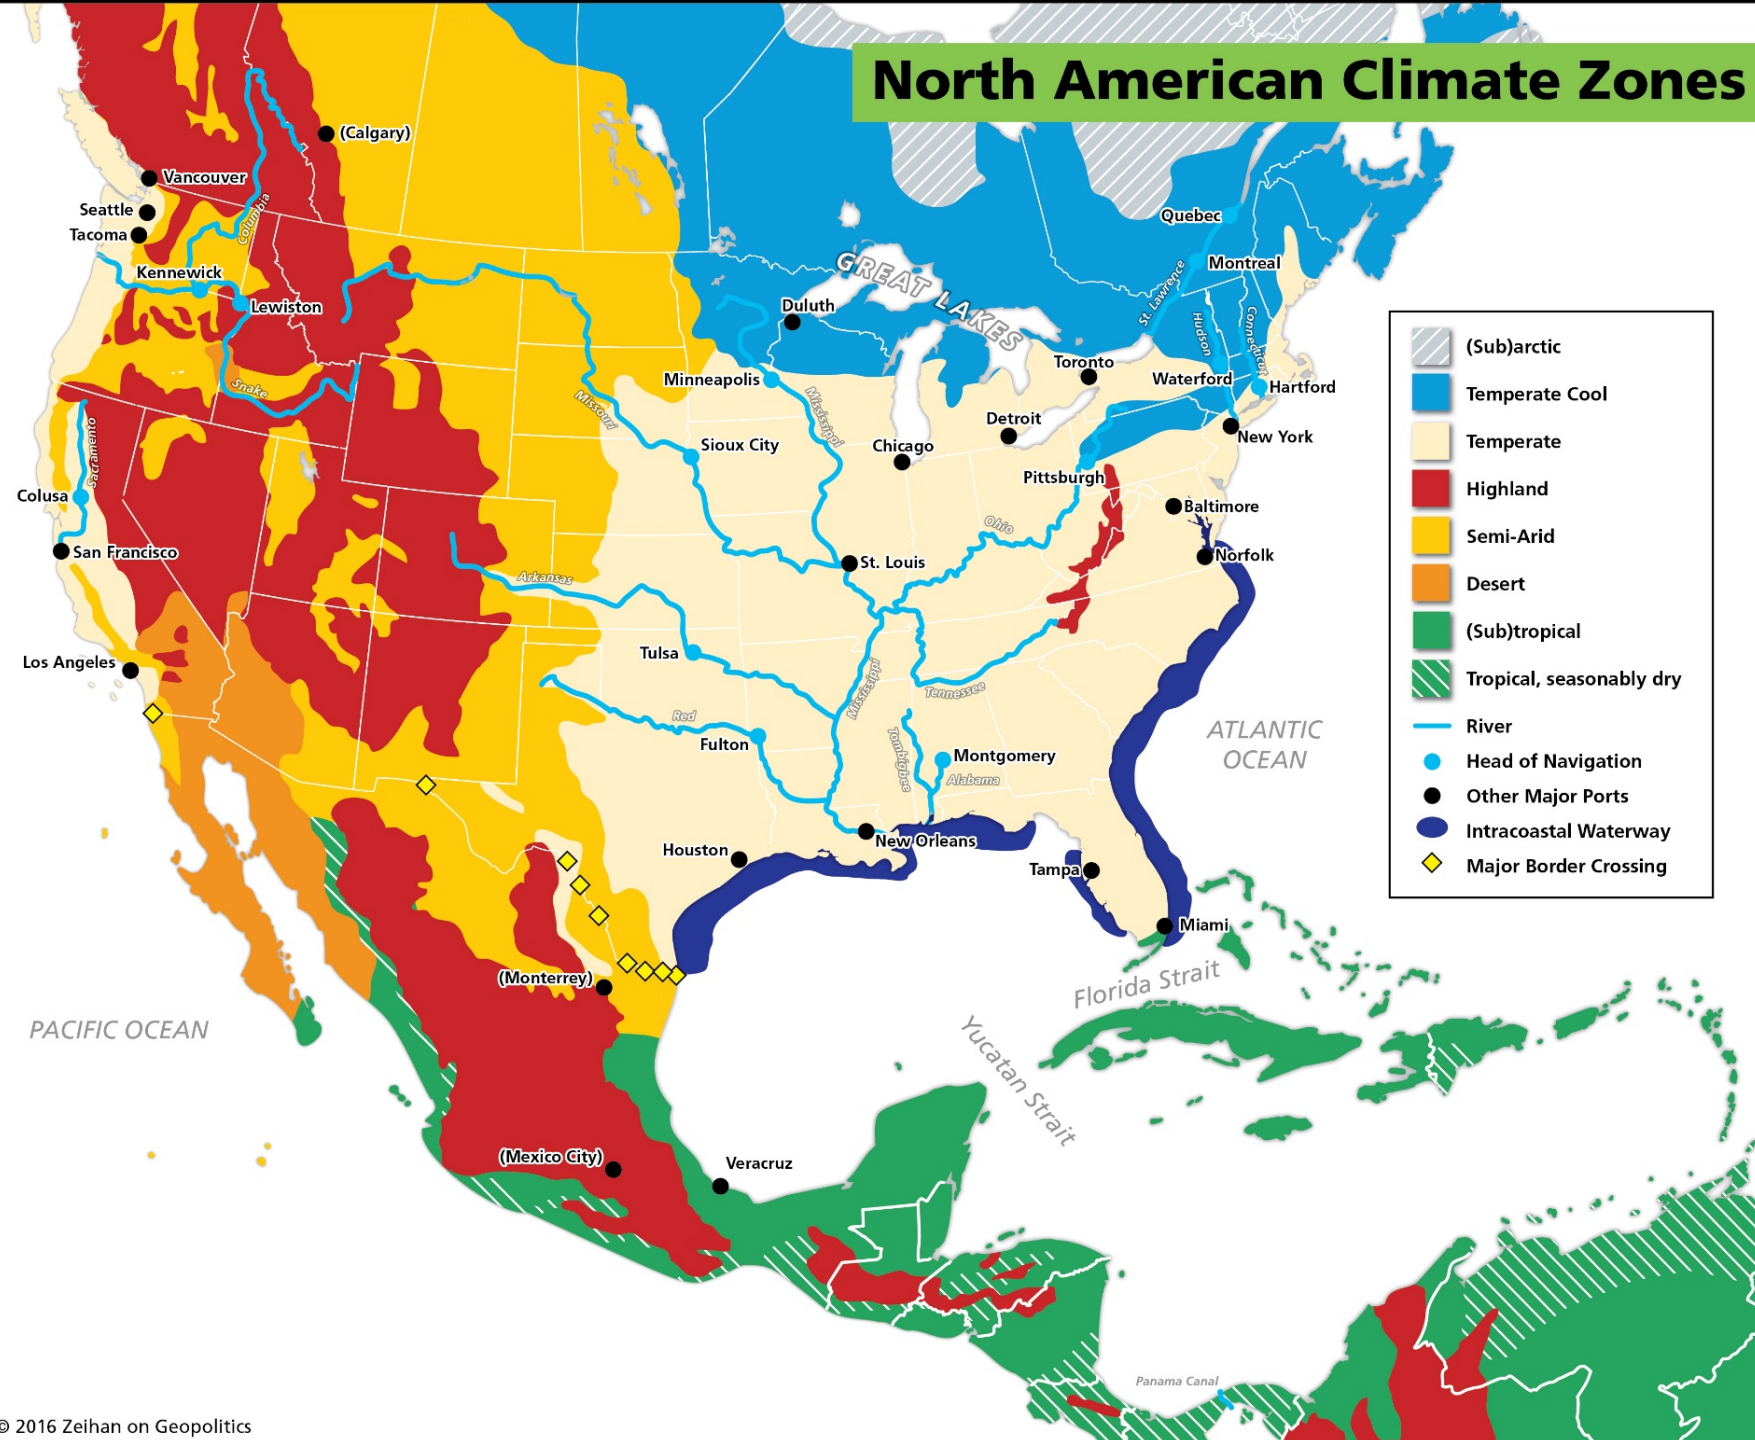 North American Climate Zones
(Calgary)
Vancouver
Seattle
Tacoma
Columbia
Kennewick
Lewiston
Snake
Sacramento
Colusa
San Francisco
Los Angeles
Missouri
Minneapolis
Mississippi
Duluth
GREAT LAKES
Sioux City
Chicago
Detroit
Toronto
Quebec
Montreal
St. Lawrence
Hudson
Connecticut
Waterford
Hartford
New York
Pittsburgh
Baltimore
Norfolk
Ohio
St. Louis
Arkansas
Tulsa
Mississippi
Tennessee
Red
Fulton
Tombigbee
Montgomery
Alabama
Houston
New Orleans
Tampa
Miami
ATLANTIC
OCEAN
(Sub)arctic
Temperate Cool
Temperate
Highland
Semi-Arid
Desert
(Sub)tropical
Tropical, seasonably dry
River
Head of Navigation
Other Major Ports
Intracoastal Waterway
Major Border Crossing
(Monterrey)
Florida Strait
Yucatan Strait
PACIFIC OCEAN
(Mexico City)
Veracruz
Panama Canal
© 2016 Zeihan on Geopolitics